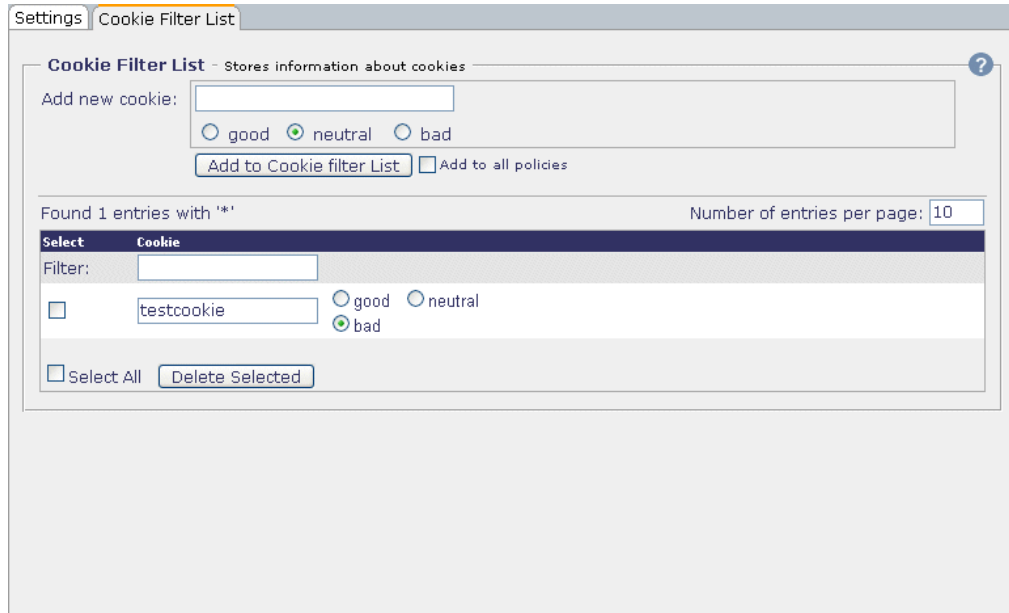 Settings Cookie Filter List
Cookie Filter List - Stores information about cookies ?
Add new cookie:
good neutral bad
Add to Cookie filter List Add to all policies
Found 1 entries with '*' Number of entries per page: 10
Select Cookie
Filter:
testcookie good neutral
bad
Select All Delete Selected